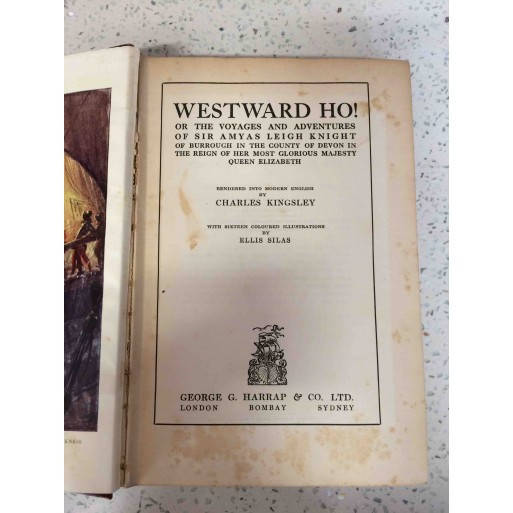 WESTWARD HO!
OR THE VOYAGES AND ADVENTURES
OF SIR AMYAS LEIGH KNIGHT
OF BURROUGH IN THE COUNTY OF DEVON IN
THE REIGN OF HER MOST GLORIOUS MAJESTY
QUEEN ELIZABETH
RENDERED INTO MODERN ENGLISH
BY
CHARLES KINGSLEY
WITH SIXTEEN COLOURED ILLUSTRATIONS
BY
ELLIS SILAS
GEORGE G. HARRAP & CO. LTD.
LONDON BOMBAY SYDNEY